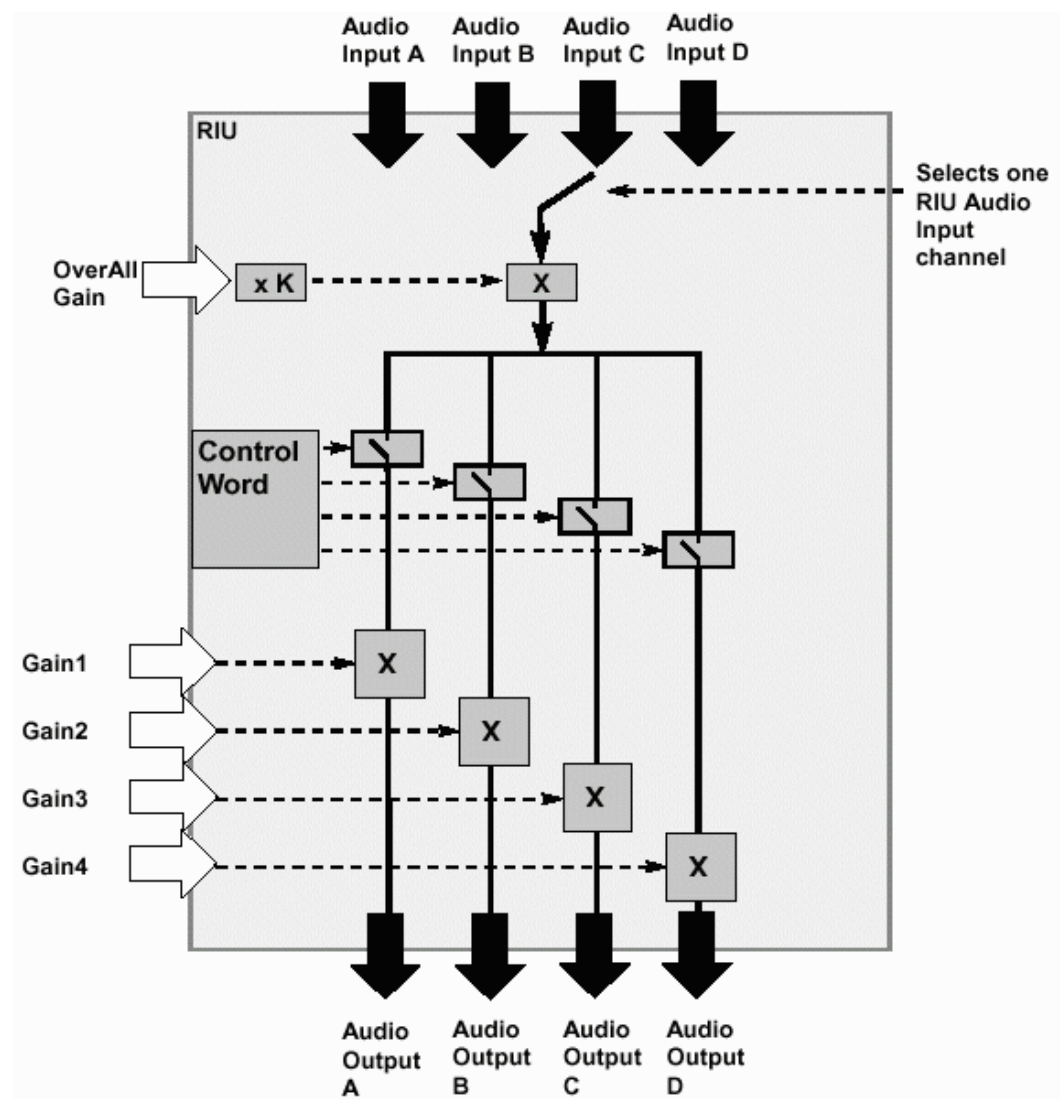 Audio
Input A
Audio
Input B
Audio
Input C
Audio
Input D
RIU
Selects one
RIU Audio
Input
channel
OverAll
Gain
x K
X
Control
Word
Gain1
X
Gain2
X
Gain3
X
Gain4
X
Audio
Output
A
Audio
Output
B
Audio
Output
C
Audio
Output
D